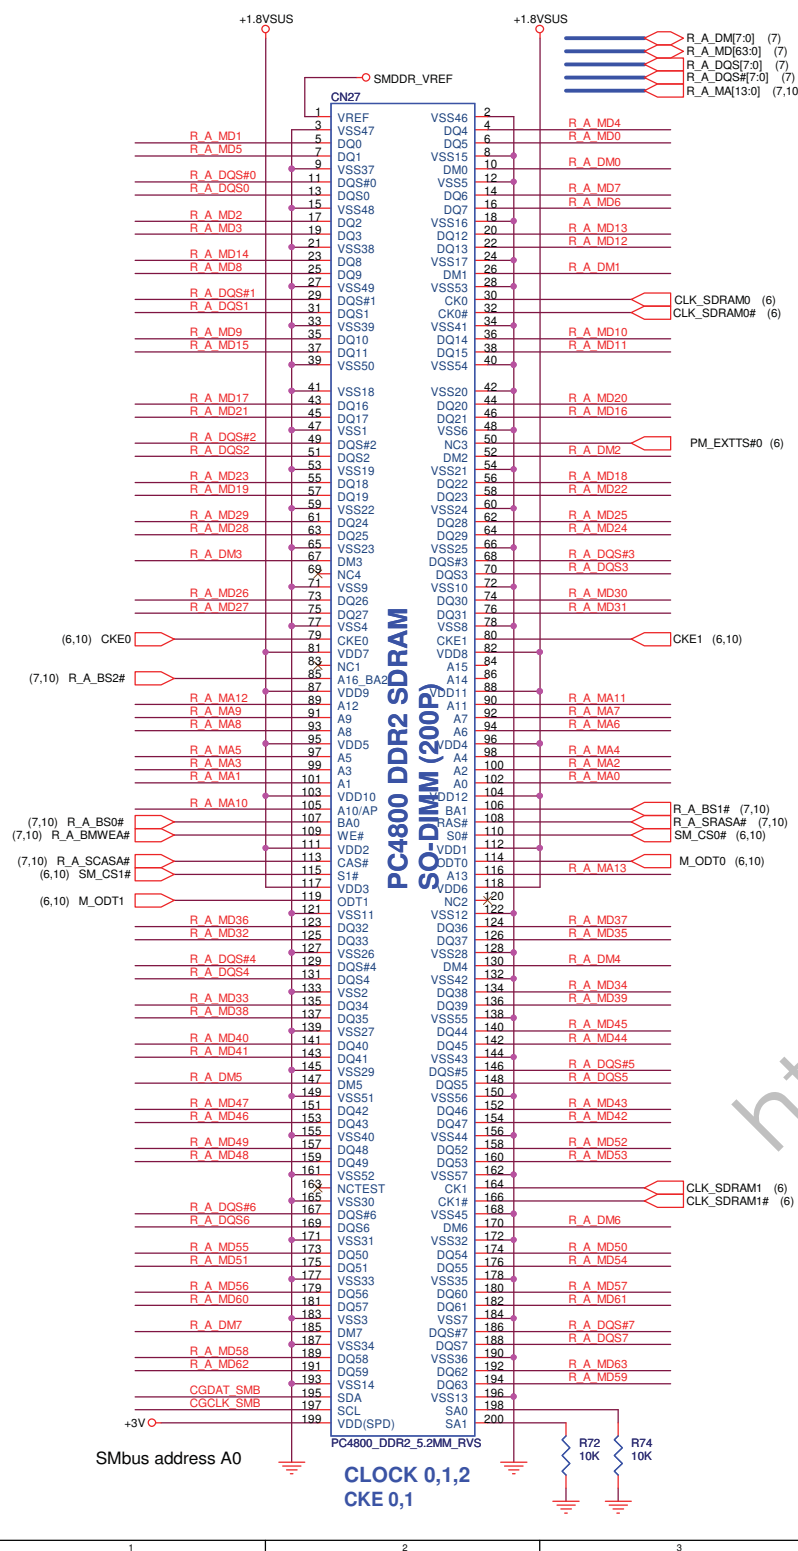 +1.8VSUS +1.8VSUS
R_A_DM[7:0] (7)
R_A_MD[63:0] (7)
R_A_DQS[7:0] (7)
R_A_DQS#[7:0] (7)
R_A_MA[13:0] (7,10
SMDDR_VREF
CN27
1 VREF VSS46 2
3 VSS47 DQ4 4 R_A_MD4
R_A_MD1 5 DQ0 DQ5 6 R_A_MD0
R_A_MD5 7 DQ1 VSS15 8
9 VSS37 DM0 10 R_A_DM0
R_A_DQS#0 11 DQS#0 VSS5 12
R_A_DQS0 13 DQS0 DQ6 14 R_A_MD7
15 VSS48 DQ7 16 R_A_MD6
R_A_MD2 17 DQ2 VSS16 18
R_A_MD3 19 DQ3 DQ12 20 R_A_MD13
21 VSS38 DQ13 22 R_A_MD12
R_A_MD14 23 DQ8 VSS17 24
R_A_MD8 25 DQ9 DM1 26 R_A_DM1
27 VSS49 VSS53 28
R_A_DQS#1 29 DQS#1 CK0 30 CLK_SDRAM0 (6)
R_A_DQS1 31 DQS1 CK0# 32 CLK_SDRAM0# (6)
33 VSS39 VSS41 34
R_A_MD9 35 DQ10 DQ14 36 R_A_MD10
R_A_MD15 37 DQ11 DQ15 38 R_A_MD11
39 VSS50 VSS54 40
41 VSS18 VSS20 42
R_A_MD17 43 DQ16 DQ20 44 R_A_MD20
R_A_MD21 45 DQ17 DQ21 46 R_A_MD16
47 VSS1 VSS6 48
R_A_DQS#2 49 DQS#2 NC3 50 PM_EXTTS#0 (6)
R_A_DQS2 51 DQS2 DM2 52 R_A_DM2
53 VSS19 VSS21 54
R_A_MD23 55 DQ18 DQ22 56 R_A_MD18
R_A_MD19 57 DQ19 DQ23 58 R_A_MD22
59 VSS22 VSS24 60
R_A_MD29 61 DQ24 DQ28 62 R_A_MD25
R_A_MD28 63 DQ25 DQ29 64 R_A_MD24
65 VSS23 VSS25 66
R_A_DM3 67 DM3 DQS#3 68 R_A_DQS#3
69 NC4 DQS3 70 R_A_DQS3
71 VSS9 VSS10 72
R_A_MD26 73 DQ26 DQ30 74 R_A_MD30
R_A_MD27 75 DQ27 DQ31 76 R_A_MD31
77 VSS4 VSS8 78
(6,10) CKE0 79 CKE0 CKE1 80 CKE1 (6,10)
81 VDD7 VDD8 82
83 NC1 A15 84
(7,10) R_A_BS2# 85 A16_BA2 A14 86
87 VDD9 VDD11 88
R_A_MA12 89 A12 A11 90 R_A_MA11
R_A_MA9 91 A9 A7 92 R_A_MA7
R_A_MA8 93 A8 A6 94 R_A_MA6
95 VDD5 VDD4 96
R_A_MA5 97 A5 A4 98 R_A_MA4
R_A_MA3 99 A3 A2 100 R_A_MA2
R_A_MA1 101 A1 A0 102 R_A_MA0
103 VDD10 VDD12 104
R_A_MA10 105 A10/AP BA1 106 R_A_BS1# (7,10)
(7,10) R_A_BS0# 107 BA0 RAS# 108 R_A_SRASA# (7,10)
(7,10) R_A_BMWEA# 109 WE# S0# 110 SM_CS0# (6,10)
111 VDD2 VDD1 112
(7,10) R_A_SCASA# 113 CAS# ODT0 114 M_ODT0 (6,10)
(6,10) SM_CS1# 115 S1# A13 116 R_A_MA13
117 VDD3 VDD6 118
(6,10) M_ODT1 119 ODT1 NC2 120
PC4800 DDR2 SDRAM
SO-DIMM (200P)
121 VSS11 VSS12 122
R_A_MD36 123 DQ32 DQ36 124 R_A_MD37
R_A_MD32 125 DQ33 DQ37 126 R_A_MD35
127 VSS26 VSS28 128
R_A_DQS#4 129 DQS#4 DM4 130 R_A_DM4
R_A_DQS4 131 DQS4 VSS42 132
133 VSS2 DQ38 134 R_A_MD34
R_A_MD33 135 DQ34 DQ39 136 R_A_MD39
R_A_MD38 137 DQ35 VSS55 138
139 VSS27 DQ44 140 R_A_MD45
R_A_MD40 141 DQ40 DQ45 142 R_A_MD44
R_A_MD41 143 DQ41 VSS43 144
145 VSS29 DQS#5 146 R_A_DQS#5
R_A_DM5 147 DM5 DQS5 148 R_A_DQS5
149 VSS51 VSS56 150
R_A_MD47 151 DQ42 DQ46 152 R_A_MD43
R_A_MD46 153 DQ43 DQ47 154 R_A_MD42
155 VSS40 VSS44 156
R_A_MD49 157 DQ48 DQ52 158 R_A_MD52
R_A_MD48 159 DQ49 DQ53 160 R_A_MD53
161 VSS52 VSS57 162
163 NCTEST CK1 164 CLK_SDRAM1 (6)
165 VSS30 CK1# 166 CLK_SDRAM1# (6)
R_A_DQS#6 167 DQS#6 VSS45 168
R_A_DQS6 169 DQS6 DM6 170 R_A_DM6
171 VSS31 VSS32 172
R_A_MD55 173 DQ50 DQ54 174 R_A_MD50
R_A_MD51 175 DQ51 DQ55 176 R_A_MD54
177 VSS33 VSS35 178
R_A_MD56 179 DQ56 DQ60 180 R_A_MD57
R_A_MD60 181 DQ57 DQ61 182 R_A_MD61
183 VSS3 VSS7 184
R_A_DM7 185 DM7 DQS#7 186 R_A_DQS#7
187 VSS34 DQS7 188 R_A_DQS7
R_A_MD58 189 DQ58 VSS36 190
R_A_MD62 191 DQ59 DQ62 192 R_A_MD63
193 VSS14 DQ63 194 R_A_MD59
CGDAT_SMB 195 SDA VSS13 196
CGCLK_SMB 197 SCL SA0 198
+3V 199 VDD(SPD) SA1 200
PC4800_DDR2_5.2MM_RVS
R72 R74
10K 10K
SMbus address A0
CLOCK 0,1,2
CKE 0,1
ht
1 2 3